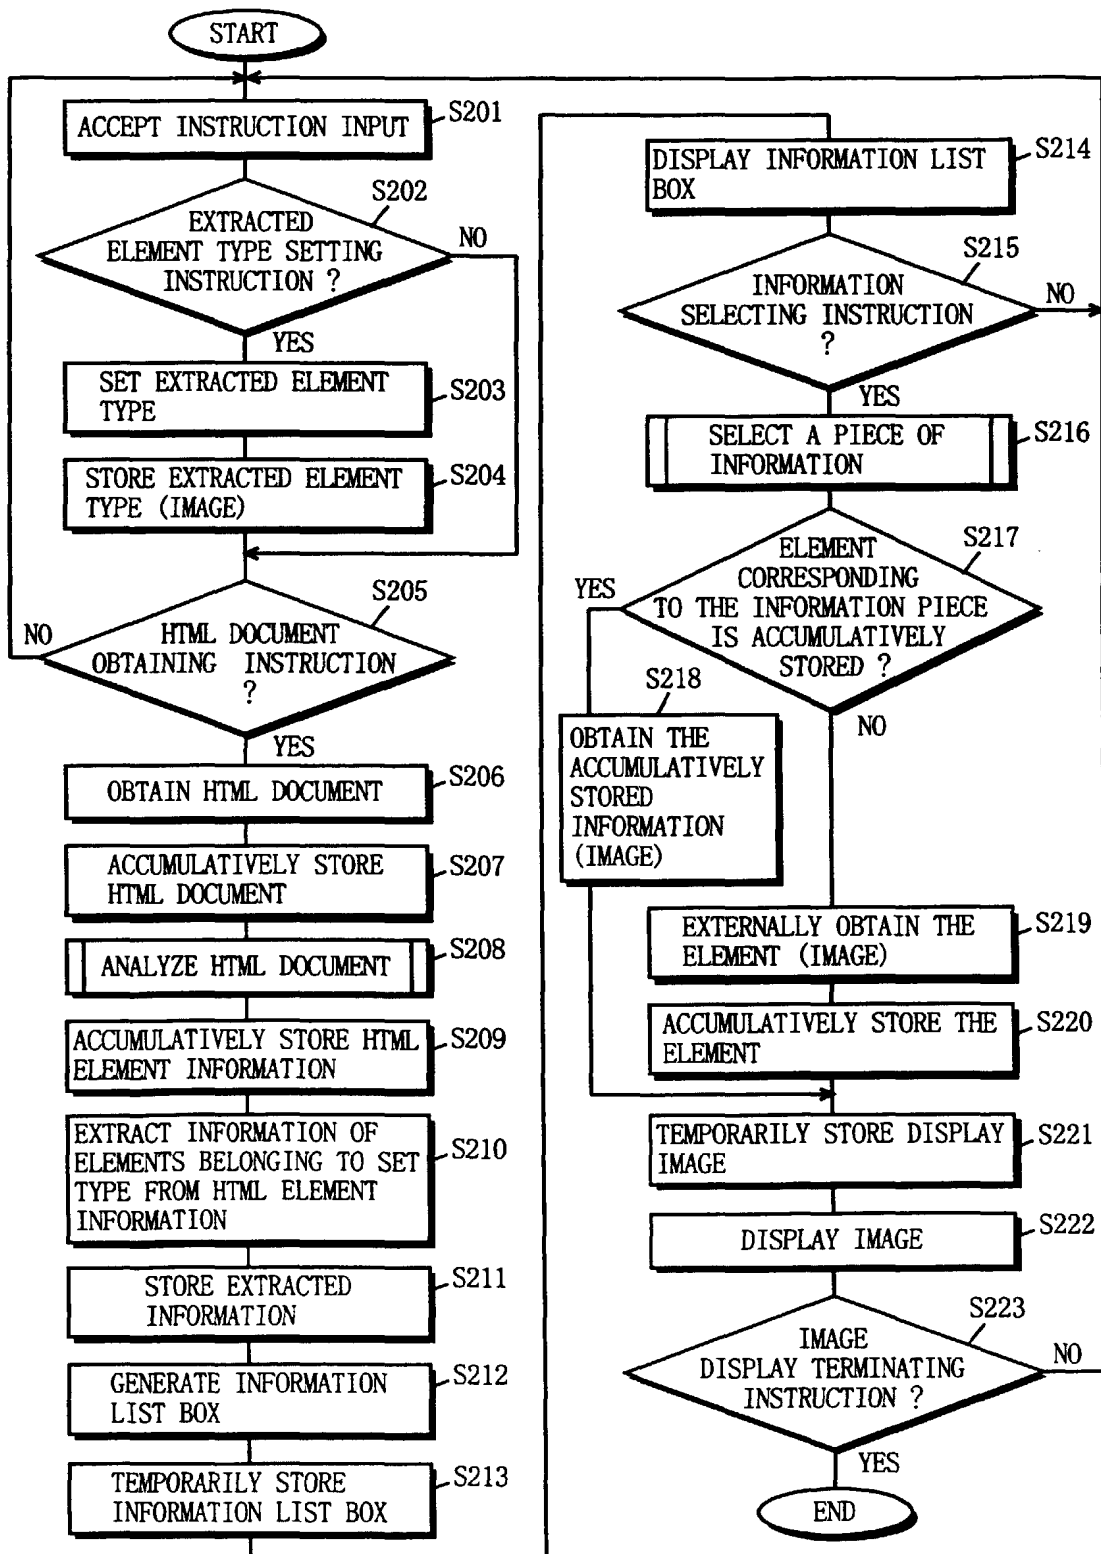 START
ACCEPT INSTRUCTION INPUT
S201
S202
EXTRACTED
ELEMENT TYPE SETTING
INSTRUCTION ?
NO
YES
SET EXTRACTED ELEMENT
TYPE
S203
STORE EXTRACTED ELEMENT
TYPE (IMAGE)
S204
S205
NO
HTML DOCUMENT
OBTAINING INSTRUCTION
?
YES
OBTAIN HTML DOCUMENT
S206
ACCUMULATIVELY STORE
HTML DOCUMENT
S207
ANALYZE HTML DOCUMENT
S208
ACCUMULATIVELY STORE HTML
ELEMENT INFORMATION
S209
EXTRACT INFORMATION OF
ELEMENTS BELONGING TO SET
TYPE FROM HTML ELEMENT
INFORMATION
S210
STORE EXTRACTED
INFORMATION
S211
GENERATE INFORMATION
LIST BOX
S212
TEMPORARILY STORE
INFORMATION LIST BOX
S213
DISPLAY INFORMATION LIST
BOX
S214
S215
INFORMATION
SELECTING INSTRUCTION
?
NO
YES
SELECT A PIECE OF
INFORMATION
S216
S217
ELEMENT
CORRESPONDING
TO THE INFORMATION PIECE
IS ACCUMULATIVELY
STORED ?
YES
NO
S218
OBTAIN THE
ACCUMULATIVELY
STORED
INFORMATION
(IMAGE)
EXTERNALLY OBTAIN THE
ELEMENT (IMAGE)
S219
ACCUMULATIVELY STORE THE
ELEMENT
S220
TEMPORARILY STORE DISPLAY
IMAGE
S221
DISPLAY IMAGE
S222
S223
IMAGE
DISPLAY TERMINATING
INSTRUCTION ?
NO
YES
END